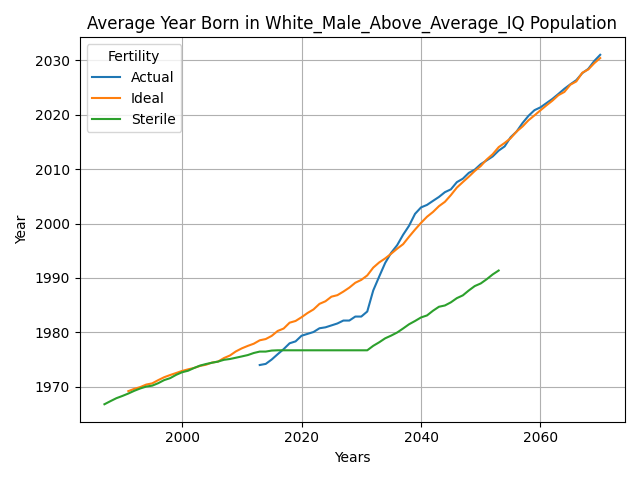 Average Year Born in White_Male_Above_Average_IQ Population
Fertility
Actual
Ideal
Sterile
2030
2020
2010
2000
1990
1980
1970
Year
2000 2020 2040 2060
Years